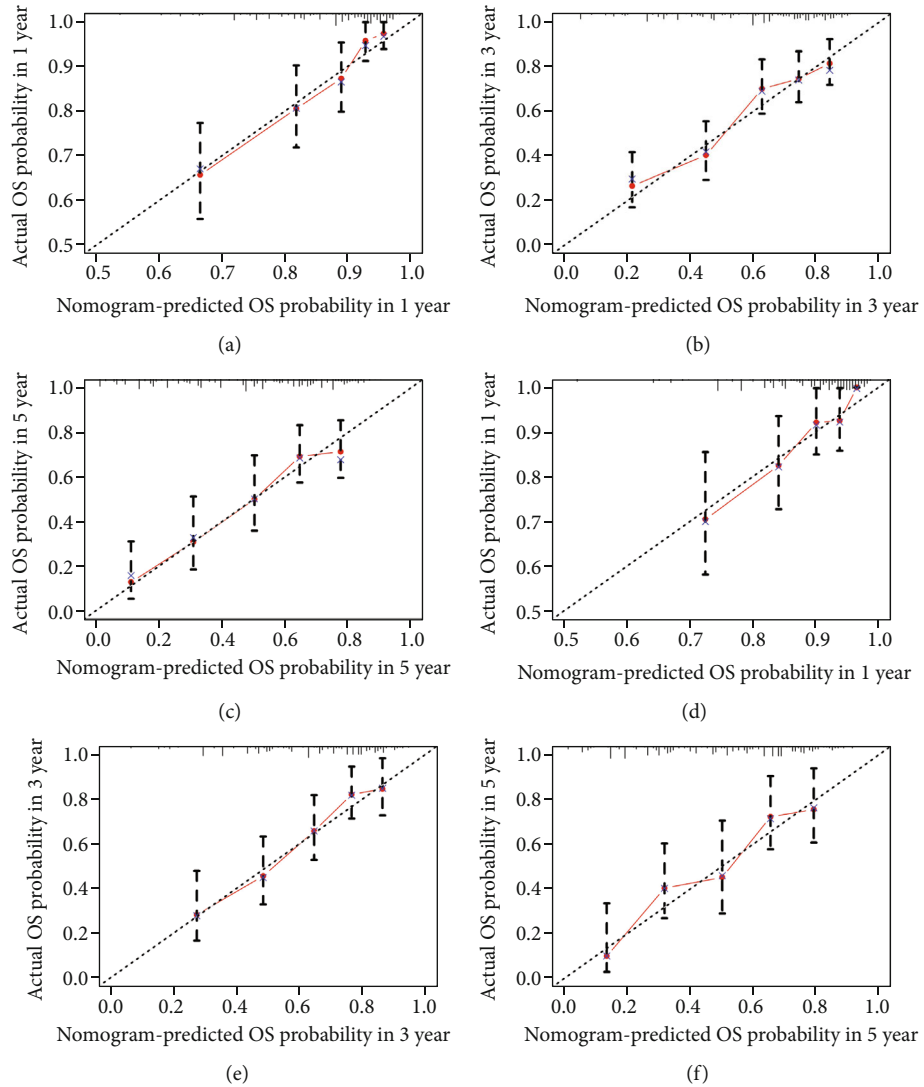 Actual OS probability in 1 year
1.0
0.9
0.8
0.7
0.6
0.5
0.5 0.6 0.7 0.8 0.9 1.0
Nomogram-predicted OS probability in 1 year
(a)
Actual OS probability in 3 year
1.0
0.8
0.6
0.4
0.2
0.0
0.0 0.2 0.4 0.6 0.8 1.0
Nomogram-predicted OS probability in 3 year
(b)
Actual OS probability in 5 year
1.0
0.8
0.6
0.4
0.2
0.0
0.0 0.2 0.4 0.6 0.8 1.0
Nomogram-predicted OS probability in 5 year
(c)
Actual OS probability in 1 year
1.0
0.9
0.8
0.7
0.6
0.5
0.5 0.6 0.7 0.8 0.9 1.0
Nomogram-predicted OS probability in 1 year
(d)
Actual OS probability in 3 year
1.0
0.8
0.6
0.4
0.2
0.0
0.0 0.2 0.4 0.6 0.8 1.0
Nomogram-predicted OS probability in 3 year
(e)
Actual OS probability in 5 year
1.0
0.8
0.6
0.4
0.2
0.0
0.0 0.2 0.4 0.6 0.8 1.0
Nomogram-predicted OS probability in 5 year
(f)